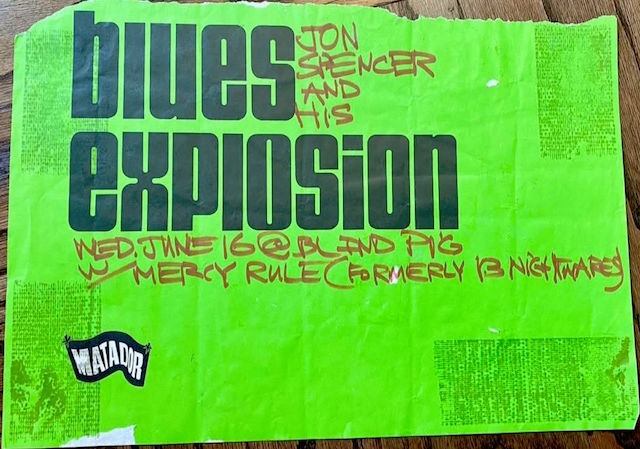 blues
JON
SPENCER
AND
HIS
explosion
WED. JUNE 16 @ BLIND PIG
W/ MERCY RULE (FORMERLY 13 NIGHTMARES)
MATADOR